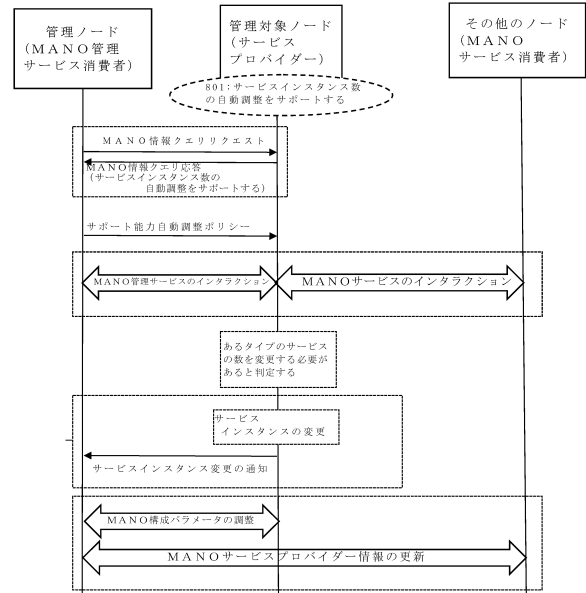 管理ノード
（MANO管理
サービス消費者）
管理対象ノード
（サービス
プロバイダー）
その他のノード
（MANO
サービス消費者）
801：サービスインスタンス数
の自動調整をサポートする
MANO情報クエリリクエスト
MANO情報クエリ応答
（サービスインスタンス数の
自動調整をサポートする）
サポート能力自動調整ポリシー
MANO管理サービスのインタラクション
MANOサービスのインタラクション
あるタイプのサービス
の数を変更する必要が
あると判定する
サービス
インスタンスの変更
サービスインスタンス変更の通知
MANO構成パラメータの調整
MANOサービスプロバイダー情報の更新